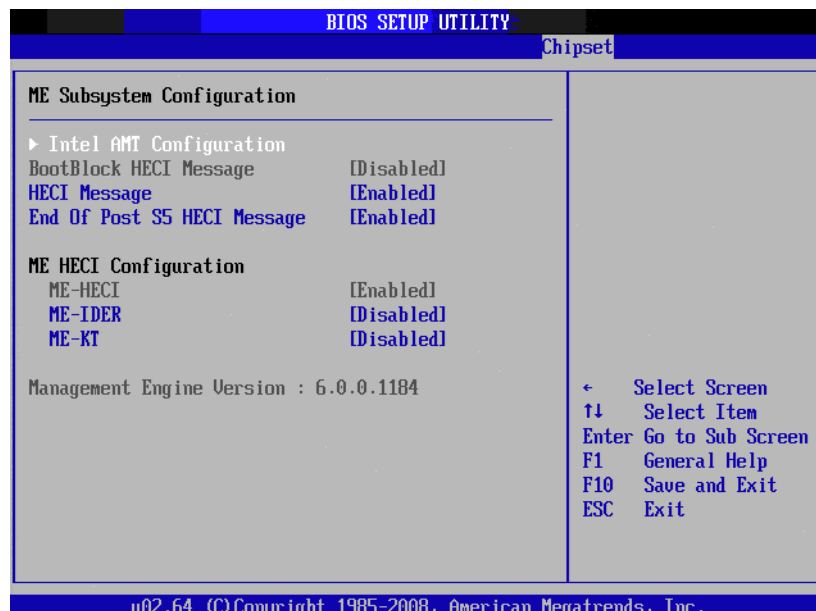 BIOS SETUP UTILITY
Chipset
ME Subsystem Configuration
▶ Intel AMT Configuration
BootBlock HECI Message [Disabled]
HECI Message [Enabled]
End Of Post S5 HECI Message [Enabled]
ME HECI Configuration
ME-HECI [Enabled]
ME-IDER [Disabled]
ME-KT [Disabled]
Management Engine Version : 6.0.0.1184
← Select Screen
↑↓ Select Item
Enter Go to Sub Screen
F1 General Help
F10 Save and Exit
ESC Exit
v02.64 (C)Copyright 1985-2008, American Megatrends, Inc.